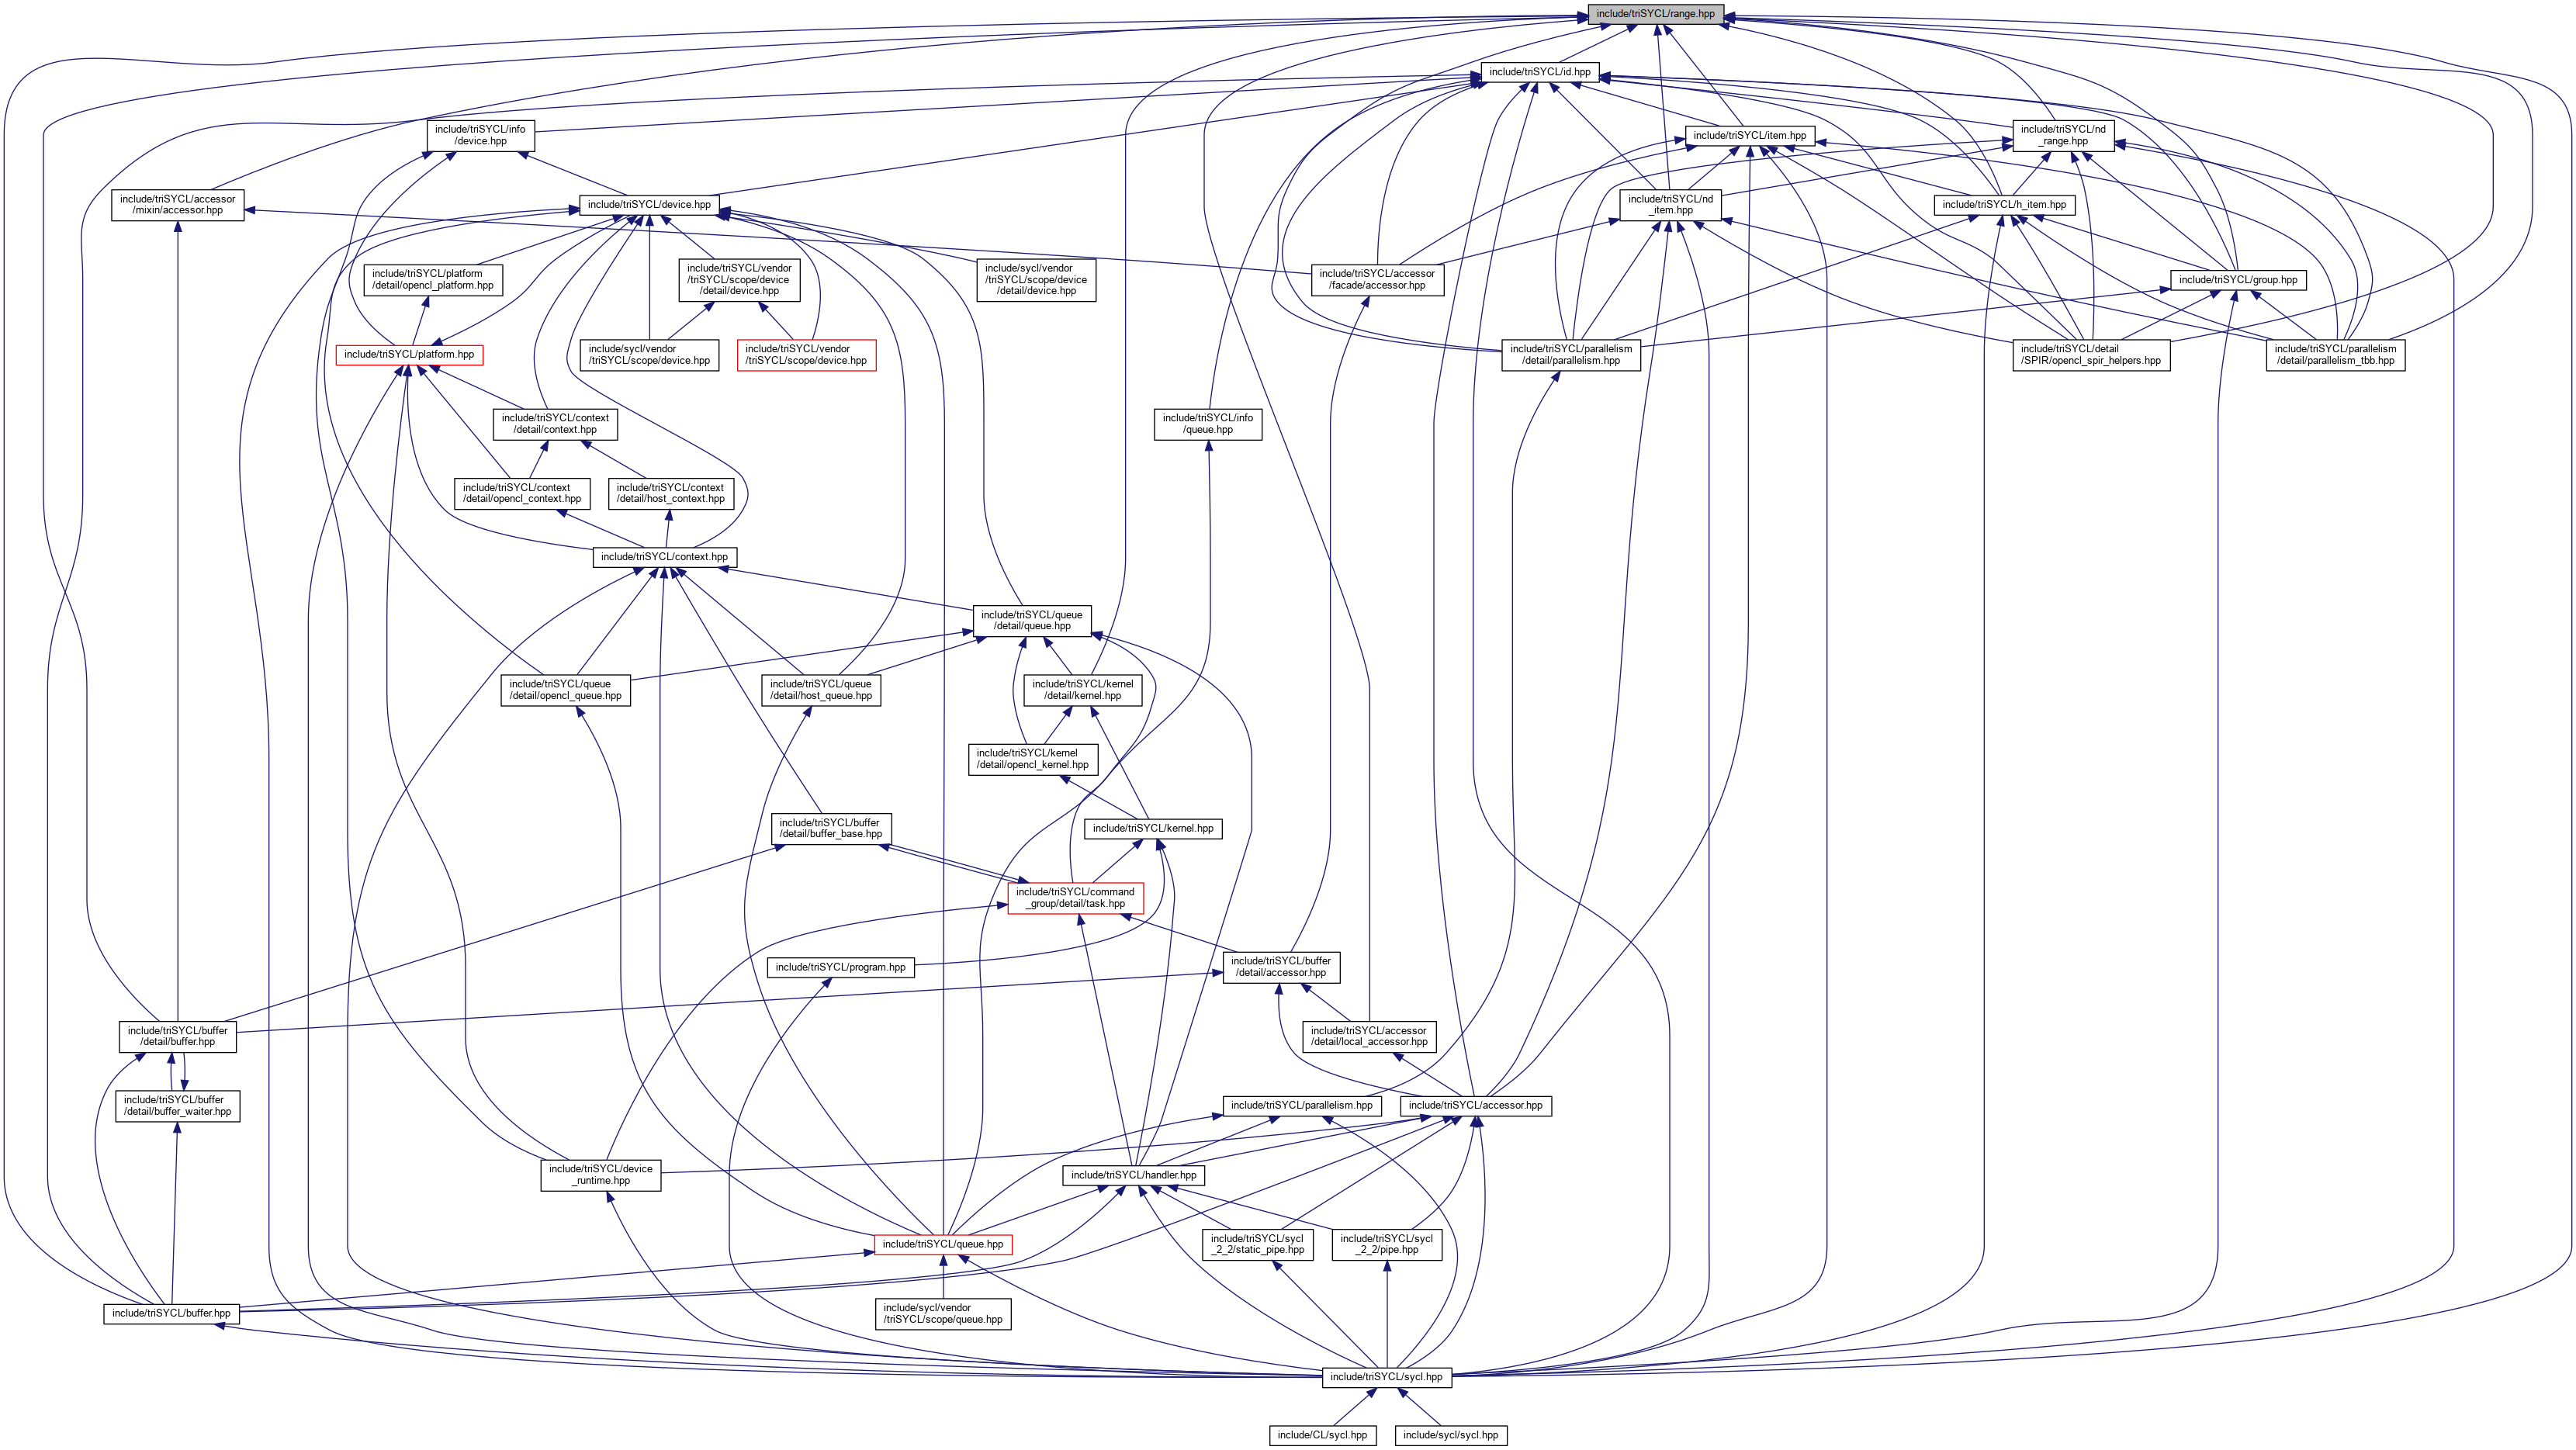 include/triSYCL/range.hpp
include/triSYCL/id.hpp
include/triSYCL/info
/device.hpp
include/triSYCL/item.hpp
include/triSYCL/nd
_range.hpp
include/triSYCL/accessor
/mixin/accessor.hpp
include/triSYCL/device.hpp
include/triSYCL/nd
_item.hpp
include/triSYCL/h_item.hpp
include/triSYCL/platform
/detail/opencl_platform.hpp
include/triSYCL/vendor
/triSYCL/scope/device
/detail/device.hpp
include/sycl/vendor
/triSYCL/scope/device
/detail/device.hpp
include/triSYCL/accessor
/facade/accessor.hpp
include/triSYCL/group.hpp
include/triSYCL/platform.hpp
include/sycl/vendor
/triSYCL/scope/device.hpp
include/triSYCL/vendor
/triSYCL/scope/device.hpp
include/triSYCL/parallelism
/detail/parallelism.hpp
include/triSYCL/detail
/SPIR/opencl_spir_helpers.hpp
include/triSYCL/parallelism
/detail/parallelism_tbb.hpp
include/triSYCL/context
/detail/context.hpp
include/triSYCL/info
/queue.hpp
include/triSYCL/context
/detail/opencl_context.hpp
include/triSYCL/context
/detail/host_context.hpp
include/triSYCL/context.hpp
include/triSYCL/queue
/detail/queue.hpp
include/triSYCL/queue
/detail/opencl_queue.hpp
include/triSYCL/queue
/detail/host_queue.hpp
include/triSYCL/kernel
/detail/kernel.hpp
include/triSYCL/kernel
/detail/opencl_kernel.hpp
include/triSYCL/buffer
/detail/buffer_base.hpp
include/triSYCL/kernel.hpp
include/triSYCL/command
_group/detail/task.hpp
include/triSYCL/program.hpp
include/triSYCL/buffer
/detail/accessor.hpp
include/triSYCL/buffer
/detail/buffer.hpp
include/triSYCL/accessor
/detail/local_accessor.hpp
include/triSYCL/buffer
/detail/buffer_waiter.hpp
include/triSYCL/parallelism.hpp
include/triSYCL/accessor.hpp
include/triSYCL/device
_runtime.hpp
include/triSYCL/handler.hpp
include/triSYCL/queue.hpp
include/triSYCL/sycl
_2_2/static_pipe.hpp
include/triSYCL/sycl
_2_2/pipe.hpp
include/triSYCL/buffer.hpp
include/sycl/vendor
/triSYCL/scope/queue.hpp
include/triSYCL/sycl.hpp
include/CL/sycl.hpp
include/sycl/sycl.hpp